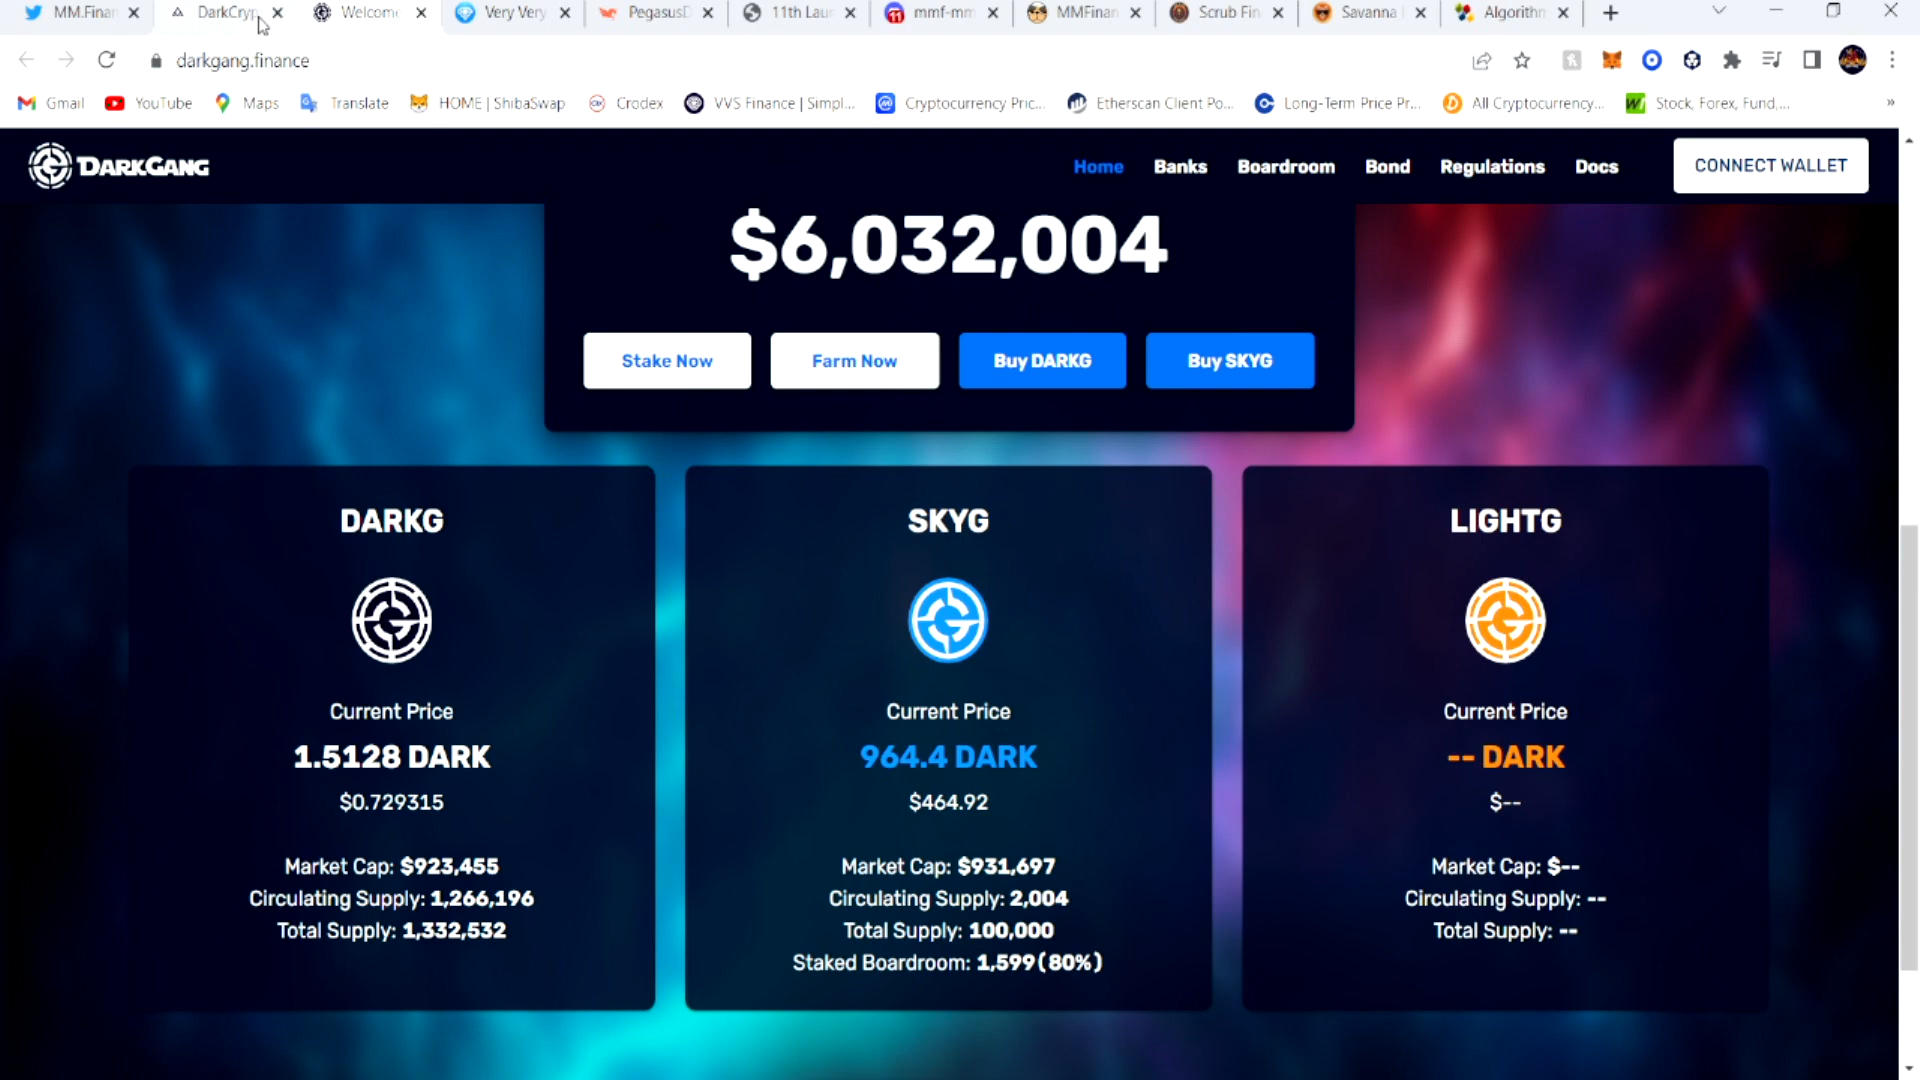 MM.Finan
DarkCryp
Welcome
Very Very
PegasusD
11th Lau
mmf-mm
MMFinan
Scrub Fin
Savanna
Algorithm
darkgang.finance
Gmail
YouTube
Maps
Translate
HOME | ShibaSwap
Crodex
VVS Finance | Simpl...
Cryptocurrency Pric...
Etherscan Client Po...
Long-Term Price Pr...
All Cryptocurrency...
Stock, Forex, Fund,...
»
DARKGANG
Home Banks Boardroom Bond Regulations Docs
CONNECT WALLET
$6,032,004
Stake Now
Farm Now
Buy DARKG
Buy SKYG
DARKG
Current Price
1.5128 DARK
$0.729315
Market Cap: $923,455
Circulating Supply: 1,266,196
Total Supply: 1,332,532
SKYG
Current Price
964.4 DARK
$464.92
Market Cap: $931,697
Circulating Supply: 2,004
Total Supply: 100,000
Staked Boardroom: 1,599(80%)
LIGHTG
Current Price
-- DARK
$--
Market Cap: $--
Circulating Supply: --
Total Supply: --